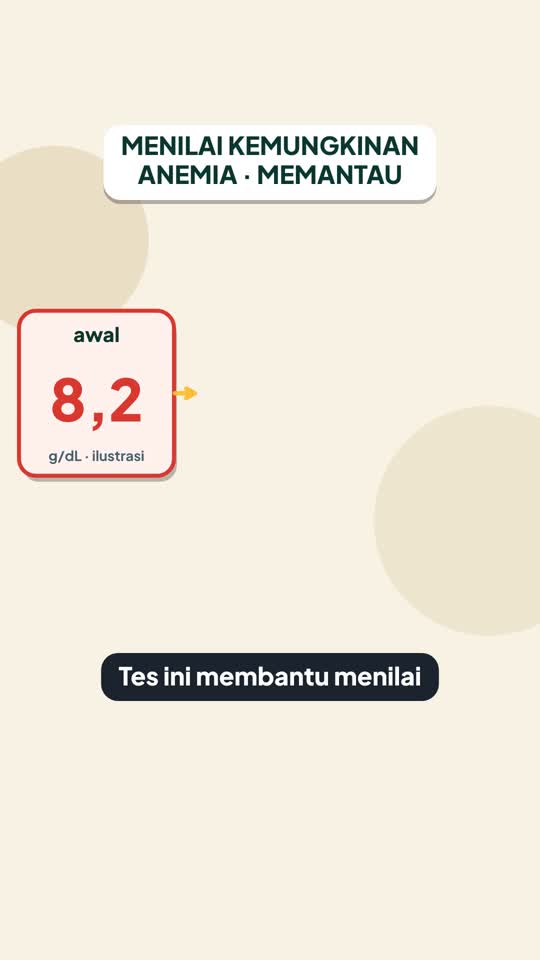 MENILAI KEMUNGKINAN
ANEMIA · MEMANTAU
awal
8,2
g/dL · ilustrasi
Tes ini membantu menilai